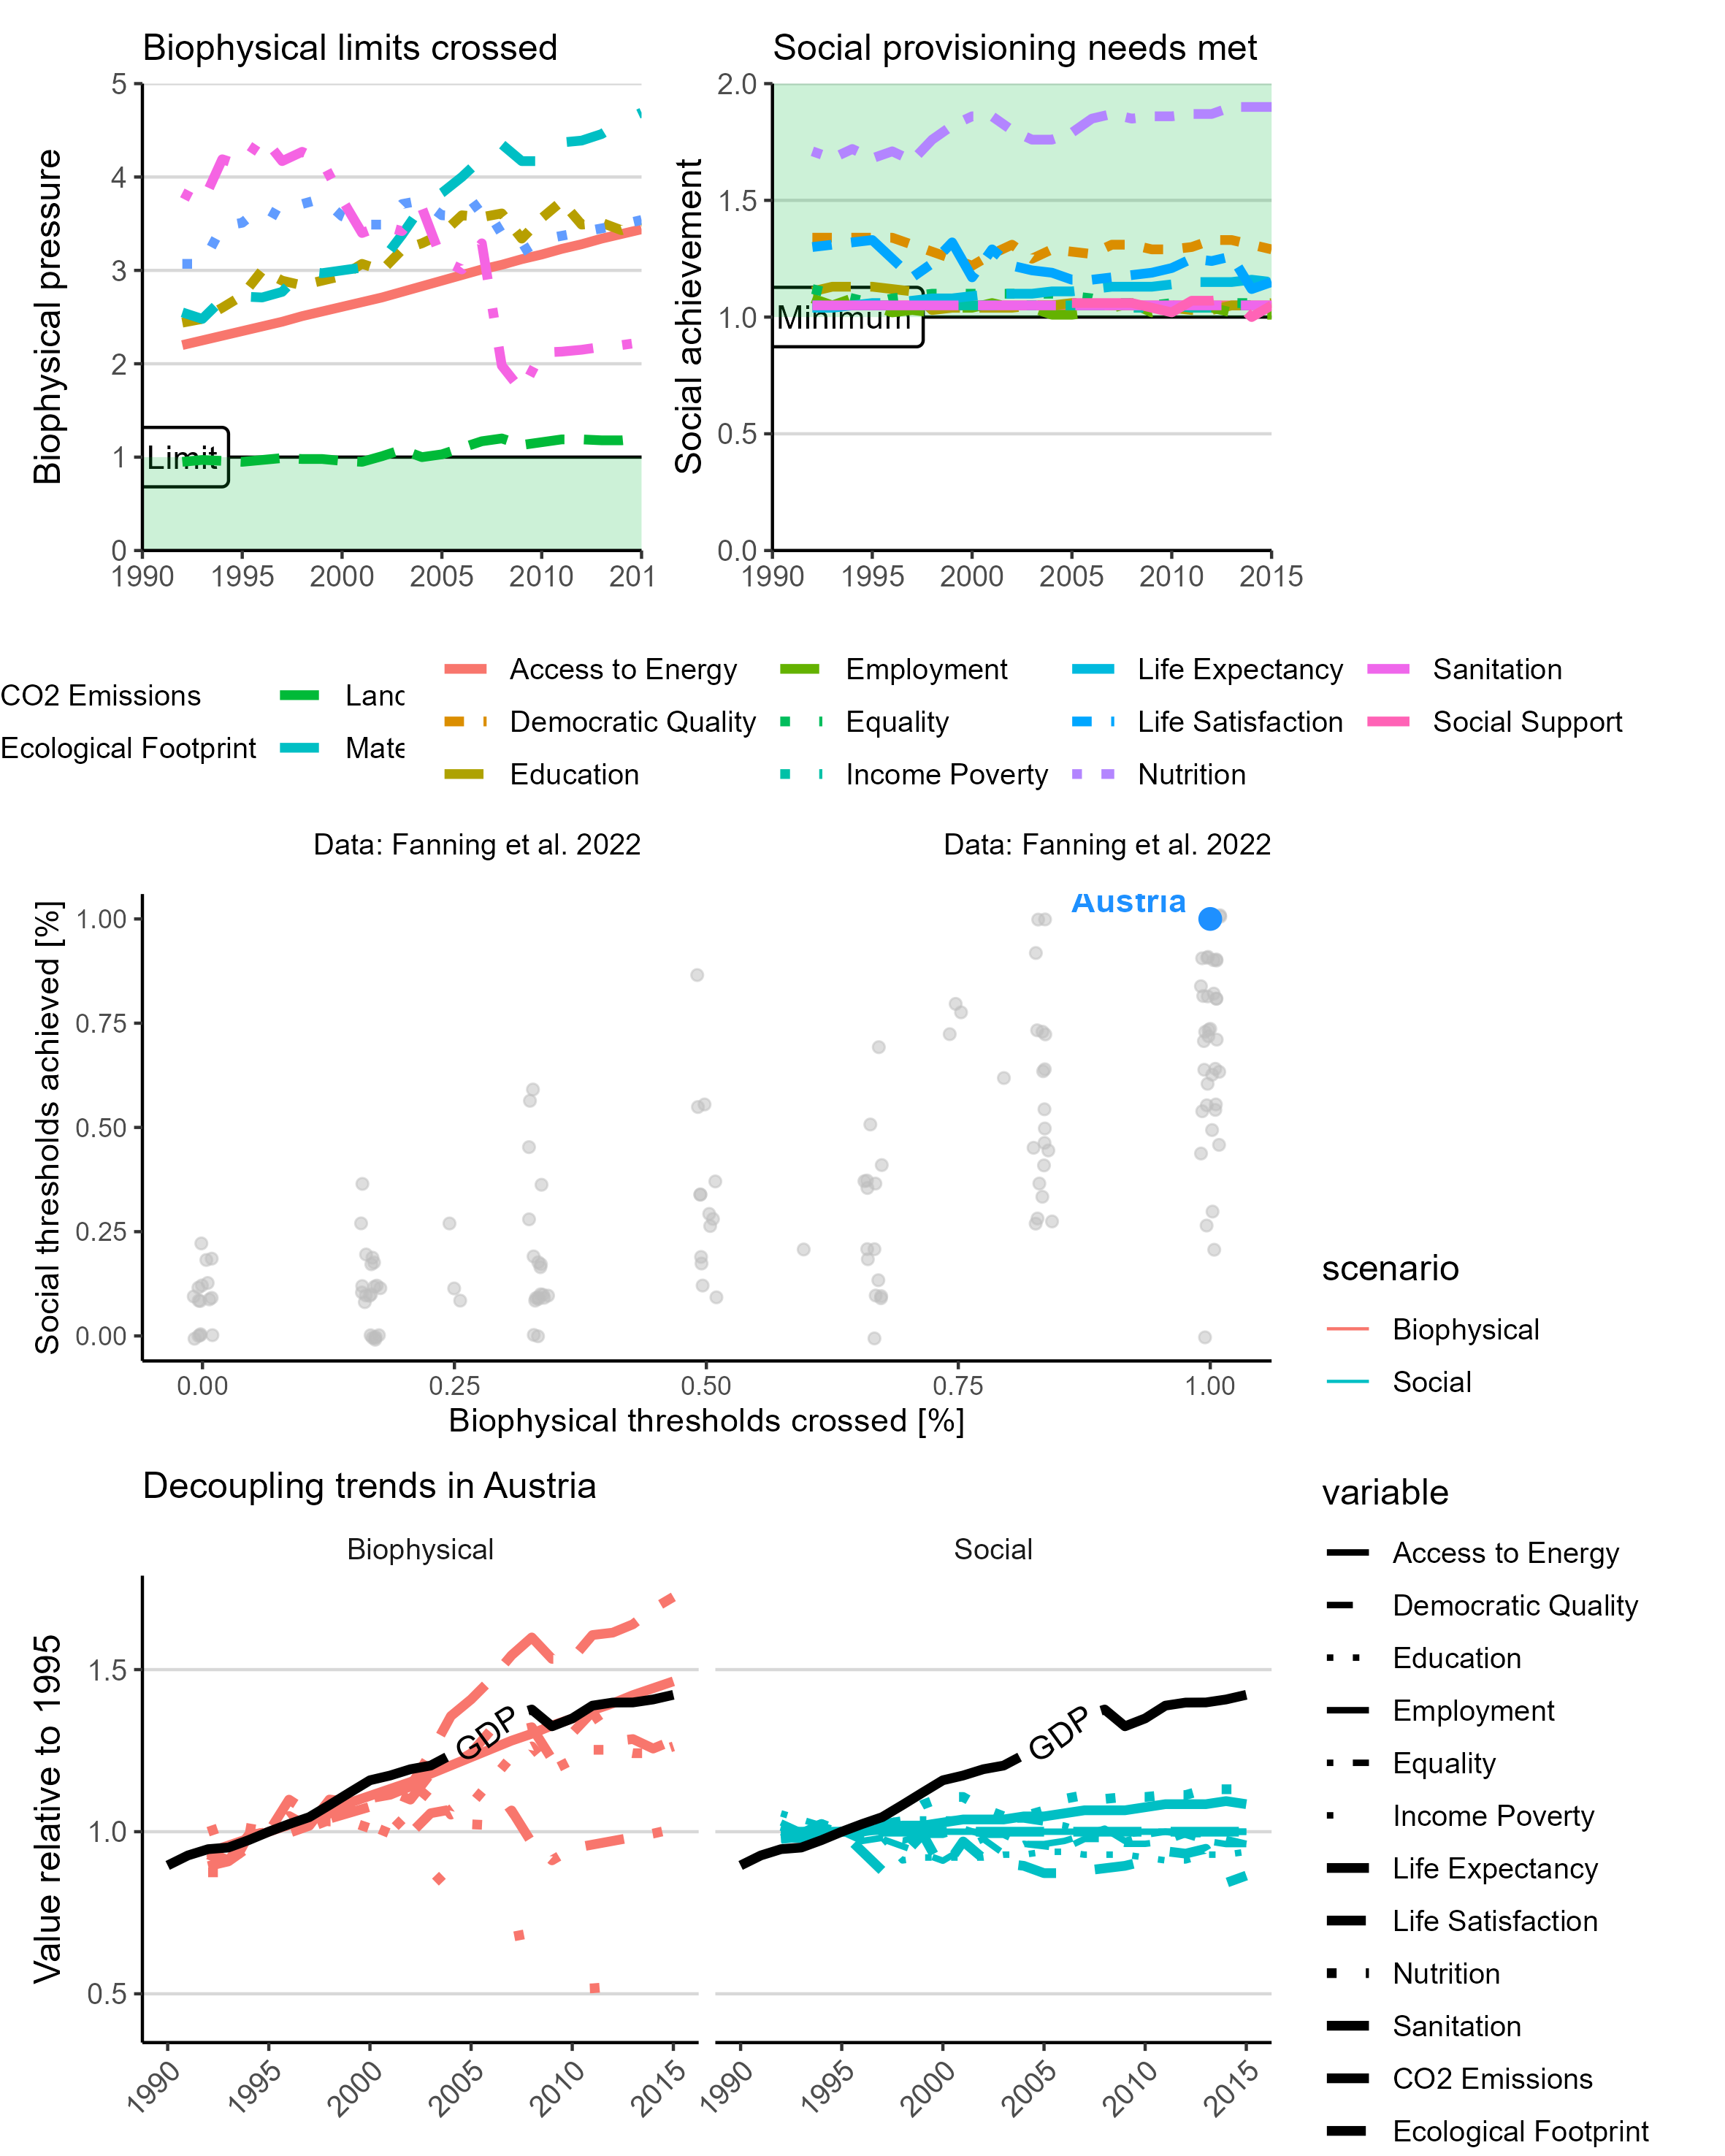 Biophysical limits crossed
Social provisioning needs met
Biophysical pressure
5
4
3
2
1
0
Limit
1990 1995 2000 2005 2010 201
Social achievement
2.0
1.5
1.0
0.5
0.0
Minimum
1990 1995 2000 2005 2010 2015
CO2 Emissions
Ecological Footprint
Land
Mate
Access to Energy
Democratic Quality
Education
Employment
Equality
Income Poverty
Life Expectancy
Life Satisfaction
Nutrition
Sanitation
Social Support
Data: Fanning et al. 2022
Data: Fanning et al. 2022
Social thresholds achieved [%]
1.00
0.75
0.50
0.25
0.00
Austria
0.00 0.25 0.50 0.75 1.00
Biophysical thresholds crossed [%]
scenario
Biophysical
Social
Decoupling trends in Austria
Biophysical
Social
Value relative to 1995
1.5
1.0
0.5
GDP
GDP
1990 1995 2000 2005 2010 2015
1990 1995 2000 2005 2010 2015
variable
Access to Energy
Democratic Quality
Education
Employment
Equality
Income Poverty
Life Expectancy
Life Satisfaction
Nutrition
Sanitation
CO2 Emissions
Ecological Footprint